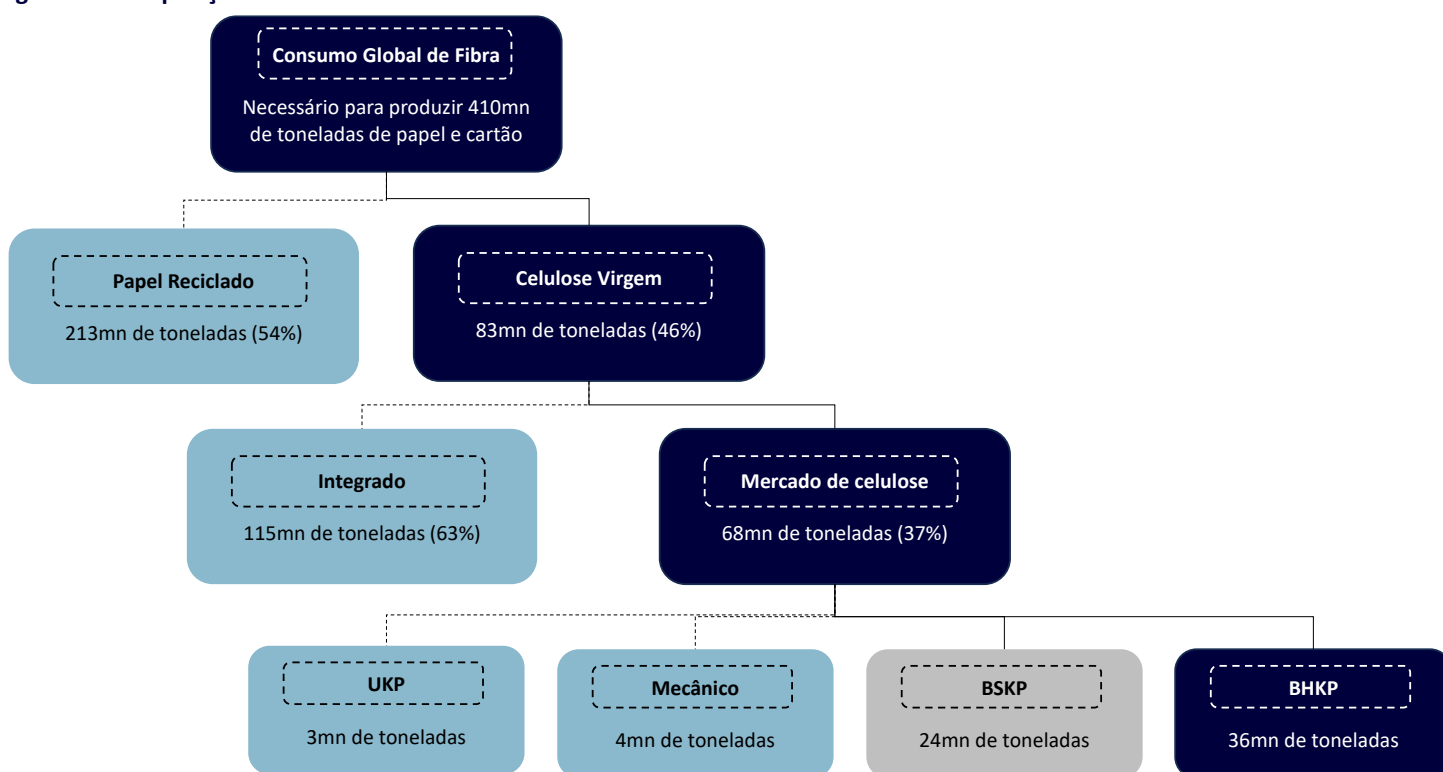 Consumo Global de Fibra
Necessário para produzir 410mn
de toneladas de papel e cartão
Papel Reciclado
213mn de toneladas (54%)
Celulose Virgem
83mn de toneladas (46%)
Integrado
115mn de toneladas (63%)
Mercado de celulose
68mn de toneladas (37%)
UKP
3mn de toneladas
Mecânico
4mn de toneladas
BSKP
24mn de toneladas
BHKP
36mn de toneladas